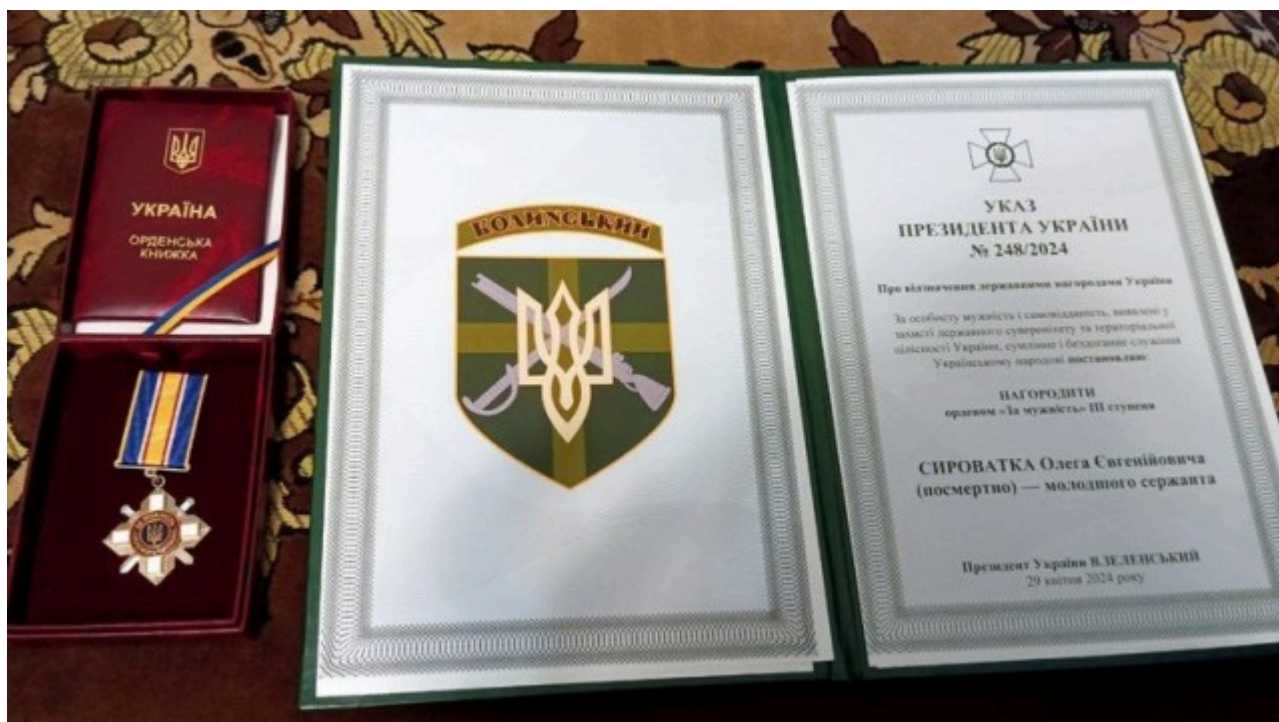 УКРАЇНА
ОРДЕНСЬКА
КНИЖКА
ВОЛИНСЬКИЙ
УКАЗ
ПРЕЗИДЕНТА УКРАЇНИ
№ 248/2024
Про відзначення державними нагородами України
За особисту мужність і самовідданість, виявлені у
захисті державного суверенітету та територіальної
цілісності України, сумлінне і бездоганне служіння
Українському народові постановляю:
НАГОРОДИТИ
орденом «За мужність» ІІІ ступеня
СИРОВАТКА Олега Євгенійовича
(посмертно) — молодшого сержанта
Президент України В.ЗЕЛЕНСЬКИЙ
29 квітня 2024 року